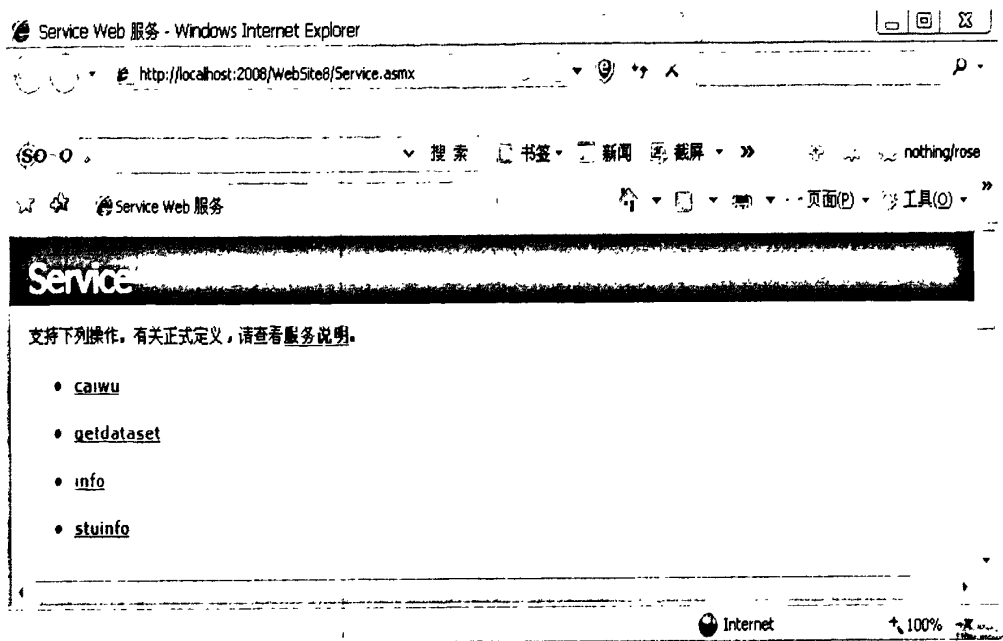 Service Web 服务 - Windows Internet Explorer
http://localhost:2008/WebSite8/Service.asmx
搜索 书签 新闻 截屏 » nothing/rose
Service Web 服务 页面(P) 工具(O) »
Service
支持下列操作。有关正式定义，请查看服务说明。
• caiwu
• getdataset
• info
• stuinfo
Internet 100%